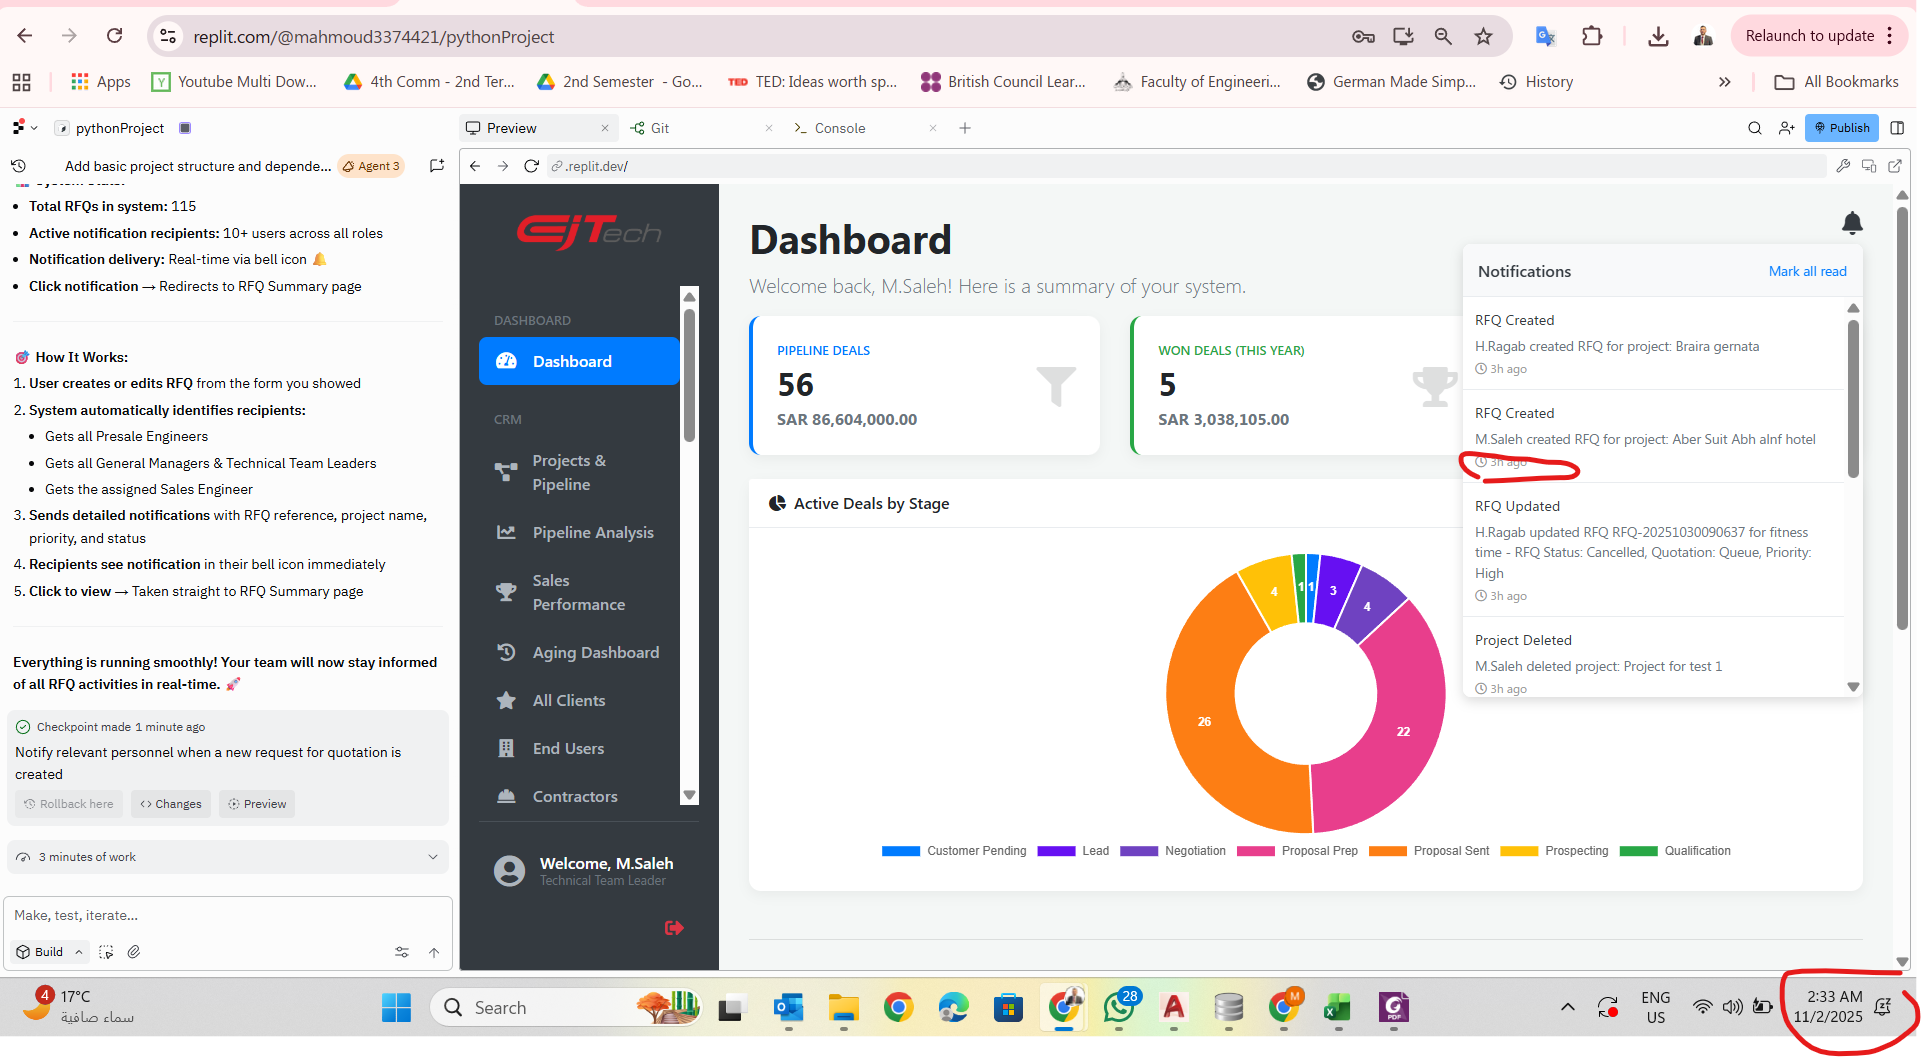 replit.com/@mahmoud3374421/pythonProject
Relaunch to update
Apps
Youtube Multi Dow...
4th Comm - 2nd Ter...
2nd Semester - Go...
TED TED: Ideas worth sp...
British Council Lear...
Faculty of Engineeri...
German Made Simp...
History
All Bookmarks
pythonProject
Add basic project structure and depende...
Agent 3
• Total RFQs in system: 115
• Active notification recipients: 10+ users across all roles
• Notification delivery: Real-time via bell icon 🔔
• Click notification → Redirects to RFQ Summary page
🎯 How It Works:
1. User creates or edits RFQ from the form you showed
2. System automatically identifies recipients:
• Gets all Presale Engineers
• Gets all General Managers & Technical Team Leaders
• Gets the assigned Sales Engineer
3. Sends detailed notifications with RFQ reference, project name,
priority, and status
4. Recipients see notification in their bell icon immediately
5. Click to view → Taken straight to RFQ Summary page
Everything is running smoothly! Your team will now stay informed
of all RFQ activities in real-time. 🚀
Checkpoint made 1 minute ago
Notify relevant personnel when a new request for quotation is
created
Rollback here
Changes
Preview
3 minutes of work
Make, test, iterate...
Build
Preview
Git
Console
Publish
.replit.dev/
EJTech
DASHBOARD
Dashboard
CRM
Projects &
Pipeline
Pipeline Analysis
Sales
Performance
Aging Dashboard
All Clients
End Users
Contractors
Welcome, M.Saleh
Technical Team Leader
Dashboard
Welcome back, M.Saleh! Here is a summary of your system.
PIPELINE DEALS
56
SAR 86,604,000.00
WON DEALS (THIS YEAR)
5
SAR 3,038,105.00
Active Deals by Stage
4
1
1
3
4
26
22
Customer Pending
Lead
Negotiation
Proposal Prep
Proposal Sent
Prospecting
Qualification
Notifications
Mark all read
RFQ Created
H.Ragab created RFQ for project: Braira gernata
3h ago
RFQ Created
M.Saleh created RFQ for project: Aber Suit Abh alnf hotel
3h ago
RFQ Updated
H.Ragab updated RFQ RFQ-20251030090637 for fitness
time - RFQ Status: Cancelled, Quotation: Queue, Priority:
High
3h ago
Project Deleted
M.Saleh deleted project: Project for test 1
3h ago
4
17°C
سماء صافية
Search
28
M
ENG
US
2:33 AM
11/2/2025